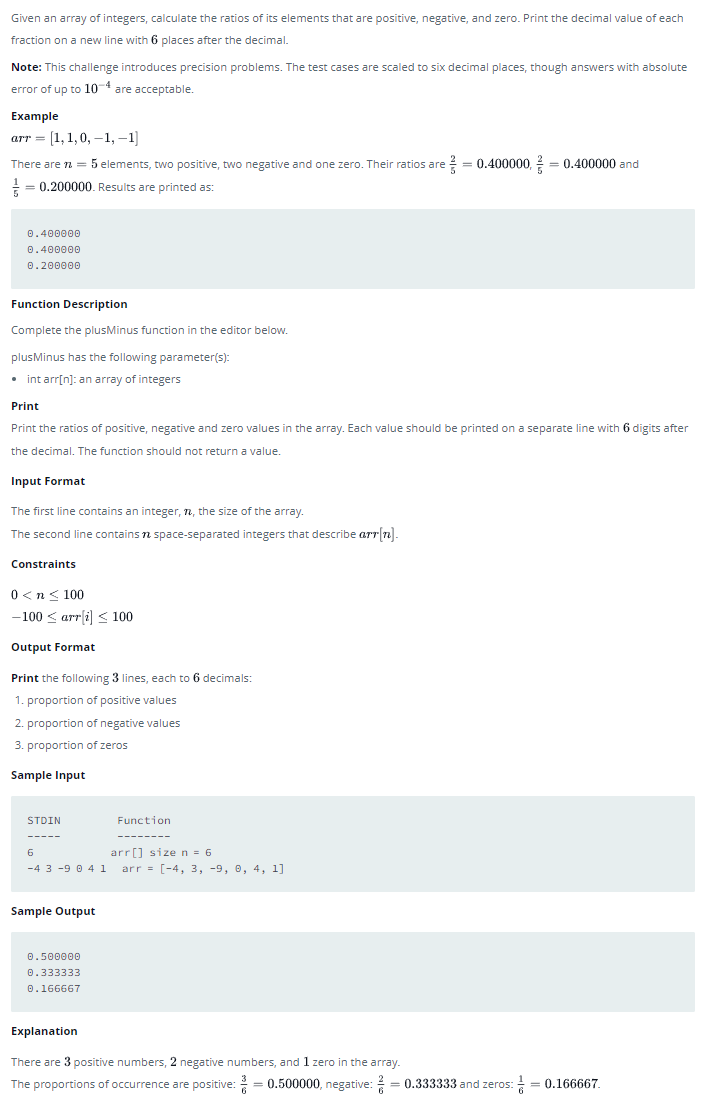 Given an array of integers, calculate the ratios of its elements that are positive, negative, and zero. Print the decimal value of each
fraction on a new line with 6 places after the decimal.
Note: This challenge introduces precision problems. The test cases are scaled to six decimal places, though answers with absolute
error of up to 10⁻⁴ are acceptable.
Example
arr = [1, 1, 0, −1, −1]
There are n = 5 elements, two positive, two negative and one zero. Their ratios are 2/5 = 0.400000, 2/5 = 0.400000 and
1/5 = 0.200000. Results are printed as:
0.400000
0.400000
0.200000
Function Description
Complete the plusMinus function in the editor below.
plusMinus has the following parameter(s):
• int arr[n]: an array of integers
Print
Print the ratios of positive, negative and zero values in the array. Each value should be printed on a separate line with 6 digits after
the decimal. The function should not return a value.
Input Format
The first line contains an integer, n, the size of the array.
The second line contains n space-separated integers that describe arr[n].
Constraints
0 < n ≤ 100
−100 ≤ arr[i] ≤ 100
Output Format
Print the following 3 lines, each to 6 decimals:
1. proportion of positive values
2. proportion of negative values
3. proportion of zeros
Sample Input
STDIN Function
----- --------
6 arr[] size n = 6
-4 3 -9 0 4 1 arr = [-4, 3, -9, 0, 4, 1]
Sample Output
0.500000
0.333333
0.166667
Explanation
There are 3 positive numbers, 2 negative numbers, and 1 zero in the array.
The proportions of occurrence are positive: 3/6 = 0.500000, negative: 2/6 = 0.333333 and zeros: 1/6 = 0.166667.